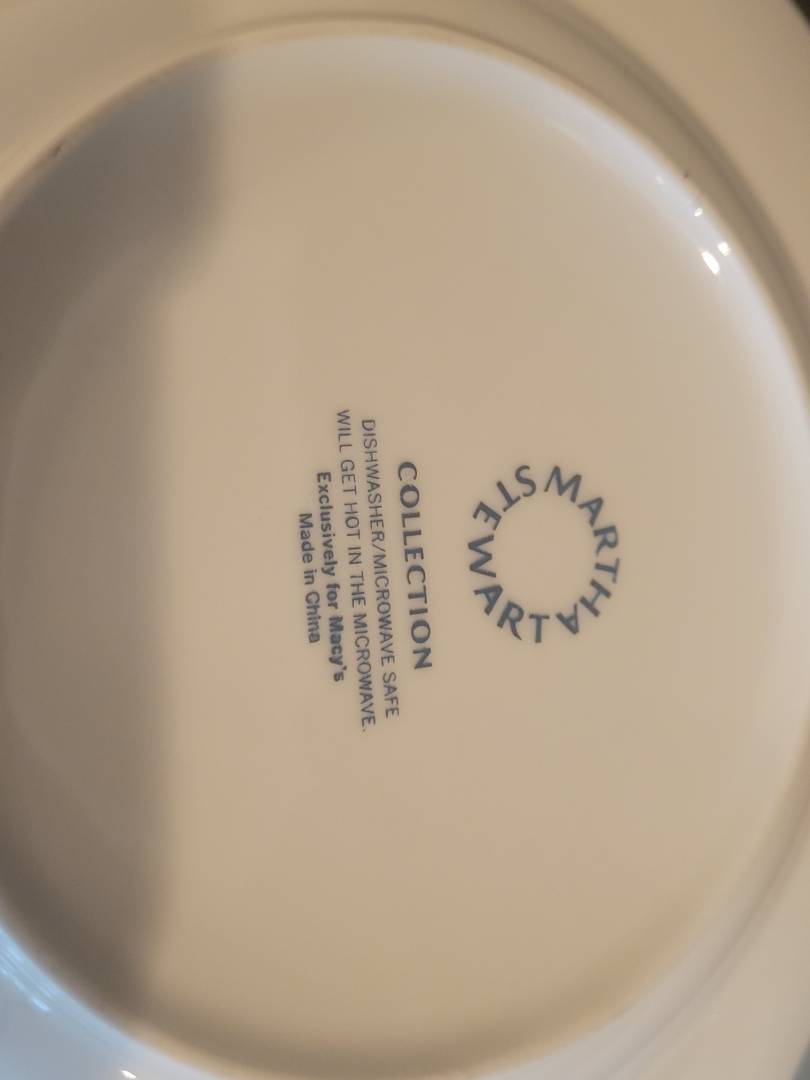 MARTHA
STEWART
COLLECTION
DISHWASHER/MICROWAVE SAFE
WILL GET HOT IN THE MICROWAVE.
Exclusively for Macy's
Made in China